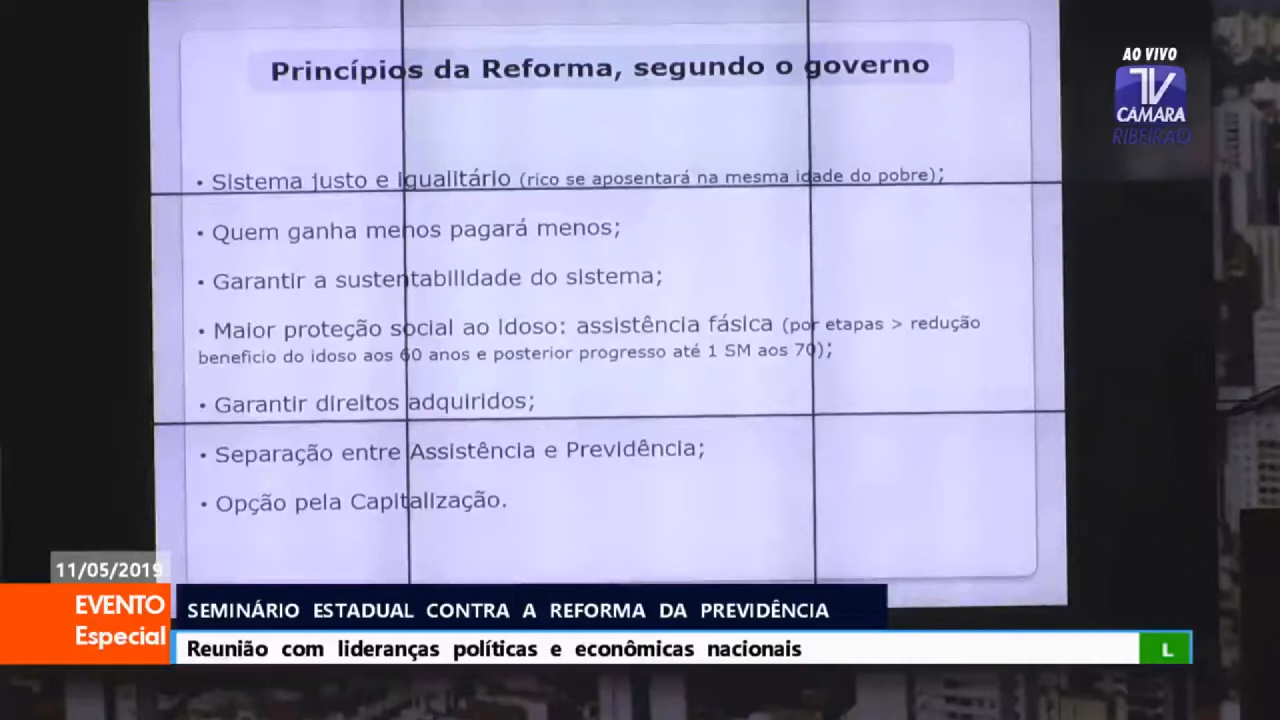 Princípios da Reforma, segundo o governo
• Sistema justo e igualitário (rico se aposentará na mesma idade do pobre);
• Quem ganha menos pagará menos;
• Garantir a sustentabilidade do sistema;
• Maior proteção social ao idoso: assistência fásica (por etapas > redução
beneficio do idoso aos 60 anos e posterior progresso até 1 SM aos 70);
• Garantir direitos adquiridos;
• Separação entre Assistência e Previdência;
• Opção pela Capitalização.
AO VIVO
TV
CÂMARA
RIBEIRÃO
11/05/2019
EVENTO
Especial
SEMINÁRIO ESTADUAL CONTRA A REFORMA DA PREVIDÊNCIA
Reunião com lideranças políticas e econômicas nacionais
L